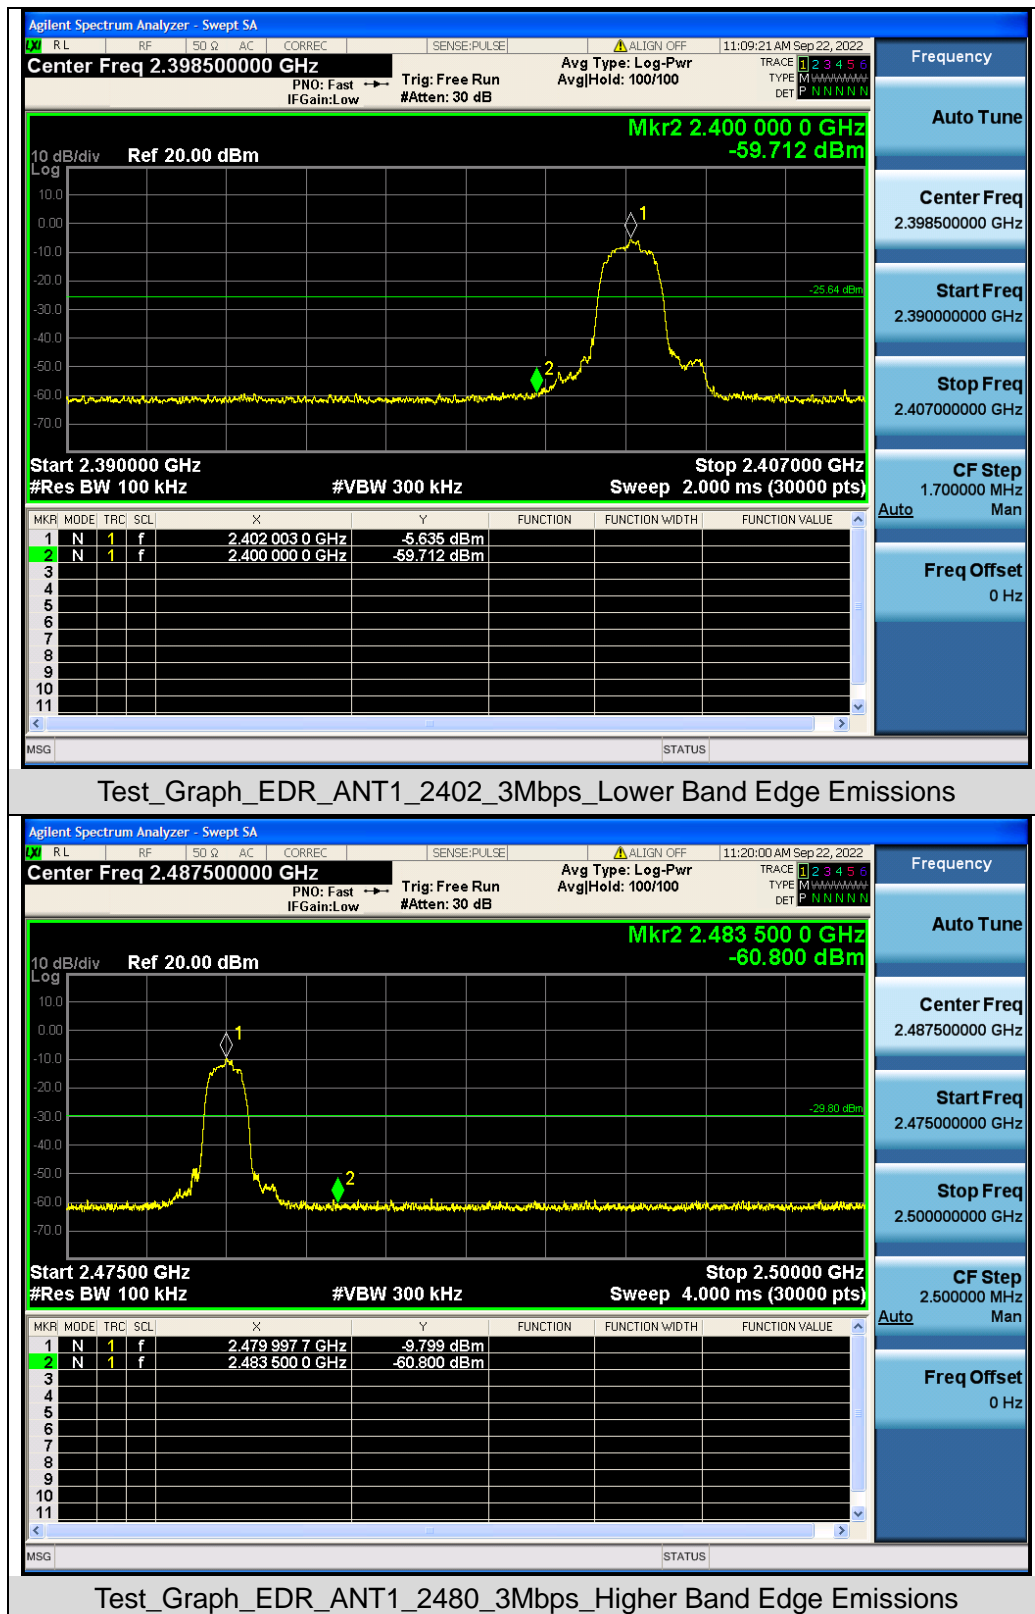 Agilent Spectrum Analyzer - Swept SA
LXI RL RF 50 Ω AC CORREC SENSE:PULSE ALIGN OFF 11:09:21 AM Sep 22, 2022
Center Freq 2.398500000 GHz
PNO: Fast
IFGain:Low
Trig: Free Run
#Atten: 30 dB
Avg Type: Log-Pwr
Avg|Hold: 100/100
TRACE 1 2 3 4 5 6
TYPE M
DET P N N N N N
Mkr2 2.400 000 0 GHz
-59.712 dBm
10 dB/div Ref 20.00 dBm
Log
10.0
0.00
-10.0
-20.0
-30.0
-40.0
-50.0
-60.0
-70.0
1
2
-25.64 dBm
Start 2.390000 GHz Stop 2.407000 GHz
#Res BW 100 kHz #VBW 300 kHz Sweep 2.000 ms (30000 pts)
MKR MODE TRC SCL X Y FUNCTION FUNCTION WIDTH FUNCTION VALUE
1 N 1 f 2.402 003 0 GHz -5.635 dBm
2 N 1 f 2.400 000 0 GHz -59.712 dBm
3
4
5
6
7
8
9
10
11
MSG STATUS
Frequency
Auto Tune
Center Freq
2.398500000 GHz
Start Freq
2.390000000 GHz
Stop Freq
2.407000000 GHz
CF Step
1.700000 MHz
Auto Man
Freq Offset
0 Hz
Test_Graph_EDR_ANT1_2402_3Mbps_Lower Band Edge Emissions
Agilent Spectrum Analyzer - Swept SA
LXI RL RF 50 Ω AC CORREC SENSE:PULSE ALIGN OFF 11:20:00 AM Sep 22, 2022
Center Freq 2.487500000 GHz
PNO: Fast
IFGain:Low
Trig: Free Run
#Atten: 30 dB
Avg Type: Log-Pwr
Avg|Hold: 100/100
TRACE 1 2 3 4 5 6
TYPE M
DET P N N N N N
Mkr2 2.483 500 0 GHz
-60.800 dBm
10 dB/div Ref 20.00 dBm
Log
10.0
0.00
-10.0
-20.0
-30.0
-40.0
-50.0
-60.0
-70.0
1
2
-29.80 dBm
Start 2.47500 GHz Stop 2.50000 GHz
#Res BW 100 kHz #VBW 300 kHz Sweep 4.000 ms (30000 pts)
MKR MODE TRC SCL X Y FUNCTION FUNCTION WIDTH FUNCTION VALUE
1 N 1 f 2.479 997 7 GHz -9.799 dBm
2 N 1 f 2.483 500 0 GHz -60.800 dBm
3
4
5
6
7
8
9
10
11
MSG STATUS
Frequency
Auto Tune
Center Freq
2.487500000 GHz
Start Freq
2.475000000 GHz
Stop Freq
2.500000000 GHz
CF Step
2.500000 MHz
Auto Man
Freq Offset
0 Hz
Test_Graph_EDR_ANT1_2480_3Mbps_Higher Band Edge Emissions